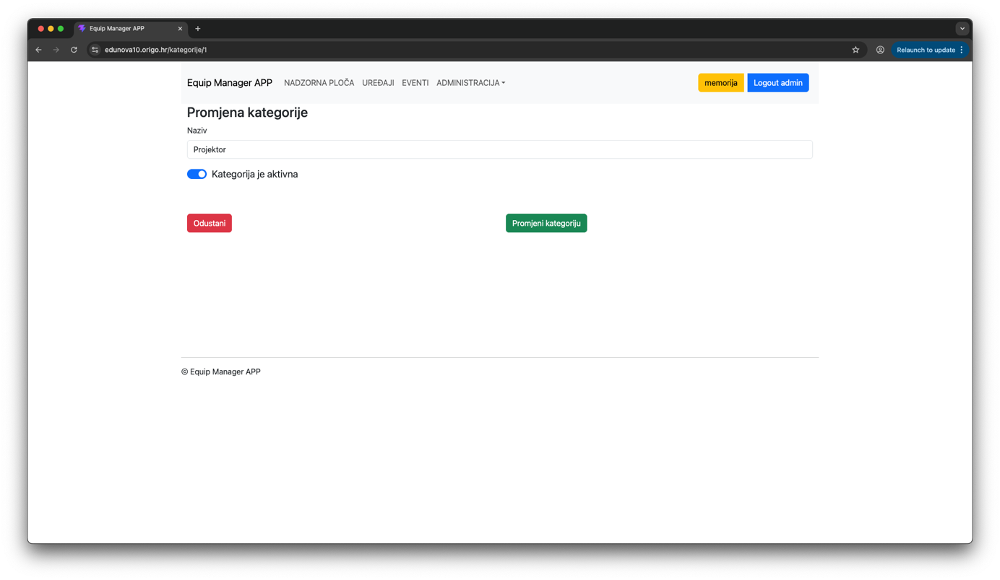 Equip Manager APP
edunova10.origo.hr/kategorije/1
Relaunch to update
Equip Manager APP NADZORNA PLOČA UREĐAJI EVENTI ADMINISTRACIJA memorija Logout admin
Promjena kategorije
Naziv
Projektor
Kategorija je aktivna
Odustani Promjeni kategoriju
© Equip Manager APP